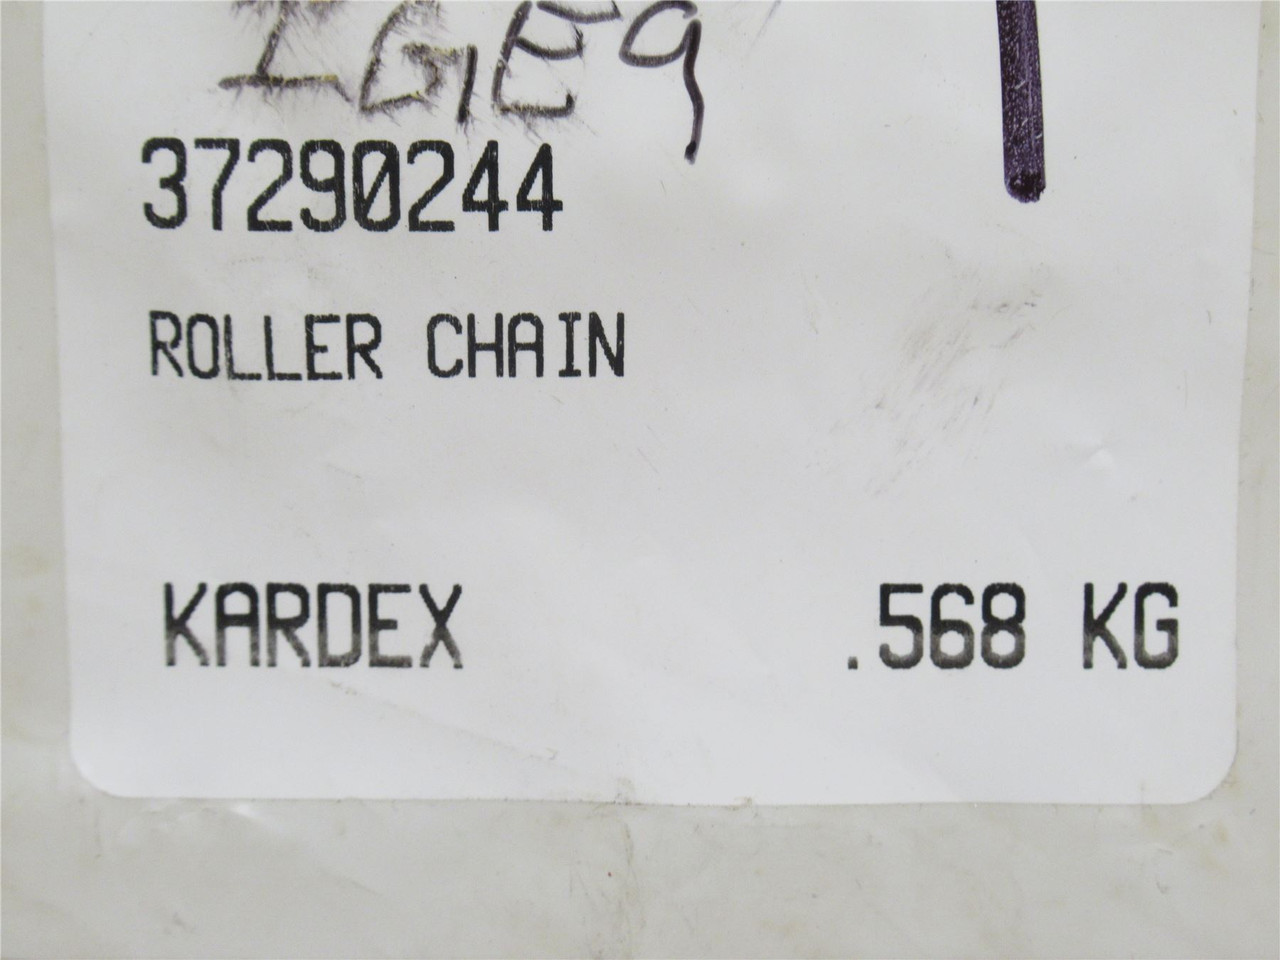 IGE9
37290244
ROLLER CHAIN
KARDEX .568 KG